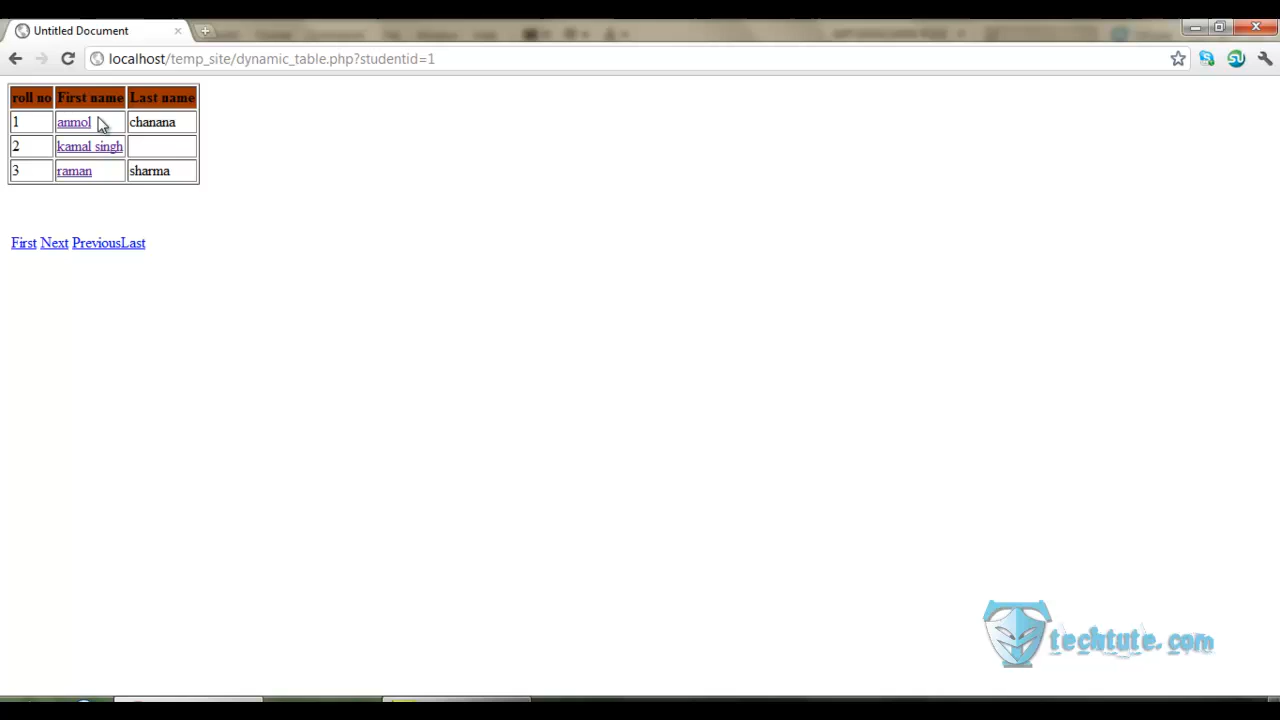 Untitled Document
localhost/temp_site/dynamic_table.php?studentid=1
roll no First name Last name
1 anmol chanana
2 kamal singh
3 raman sharma
First Next PreviousLast
techtute.com